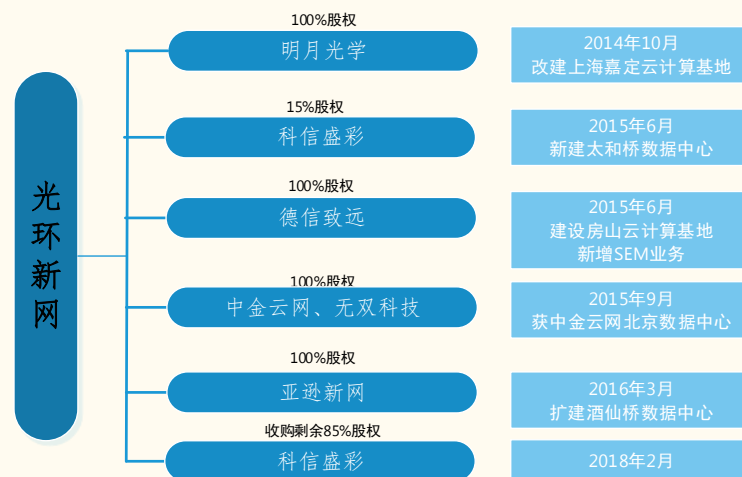 光环新网
100%股权
明月光学
2014年10月
改建上海嘉定云计算基地
15%股权
科信盛彩
2015年6月
新建太和桥数据中心
100%股权
德信致远
2015年6月
建设房山云计算基地
新增SEM业务
100%股权
中金云网、无双科技
2015年9月
获中金云网北京数据中心
100%股权
亚逊新网
2016年3月
扩建酒仙桥数据中心
收购剩余85%股权
科信盛彩
2018年2月